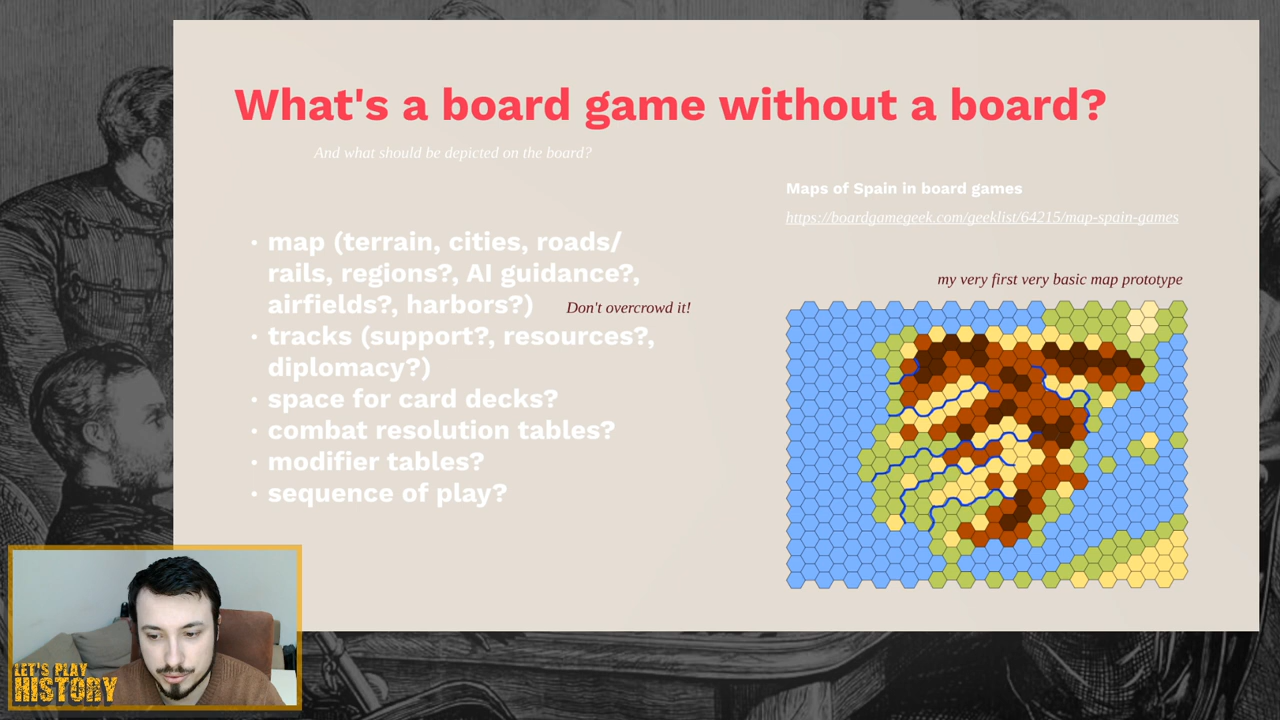 What's a board game without a board?
And what should be depicted on the board?
Maps of Spain in board games
https://boardgamegeek.com/geeklist/64215/map-spain-games
• map (terrain, cities, roads/
rails, regions?, AI guidance?,
airfields?, harbors?)
Don't overcrowd it!
• tracks (support?, resources?,
diplomacy?)
• space for card decks?
• combat resolution tables?
• modifier tables?
• sequence of play?
my very first very basic map prototype
LET'S PLAY
HISTORY